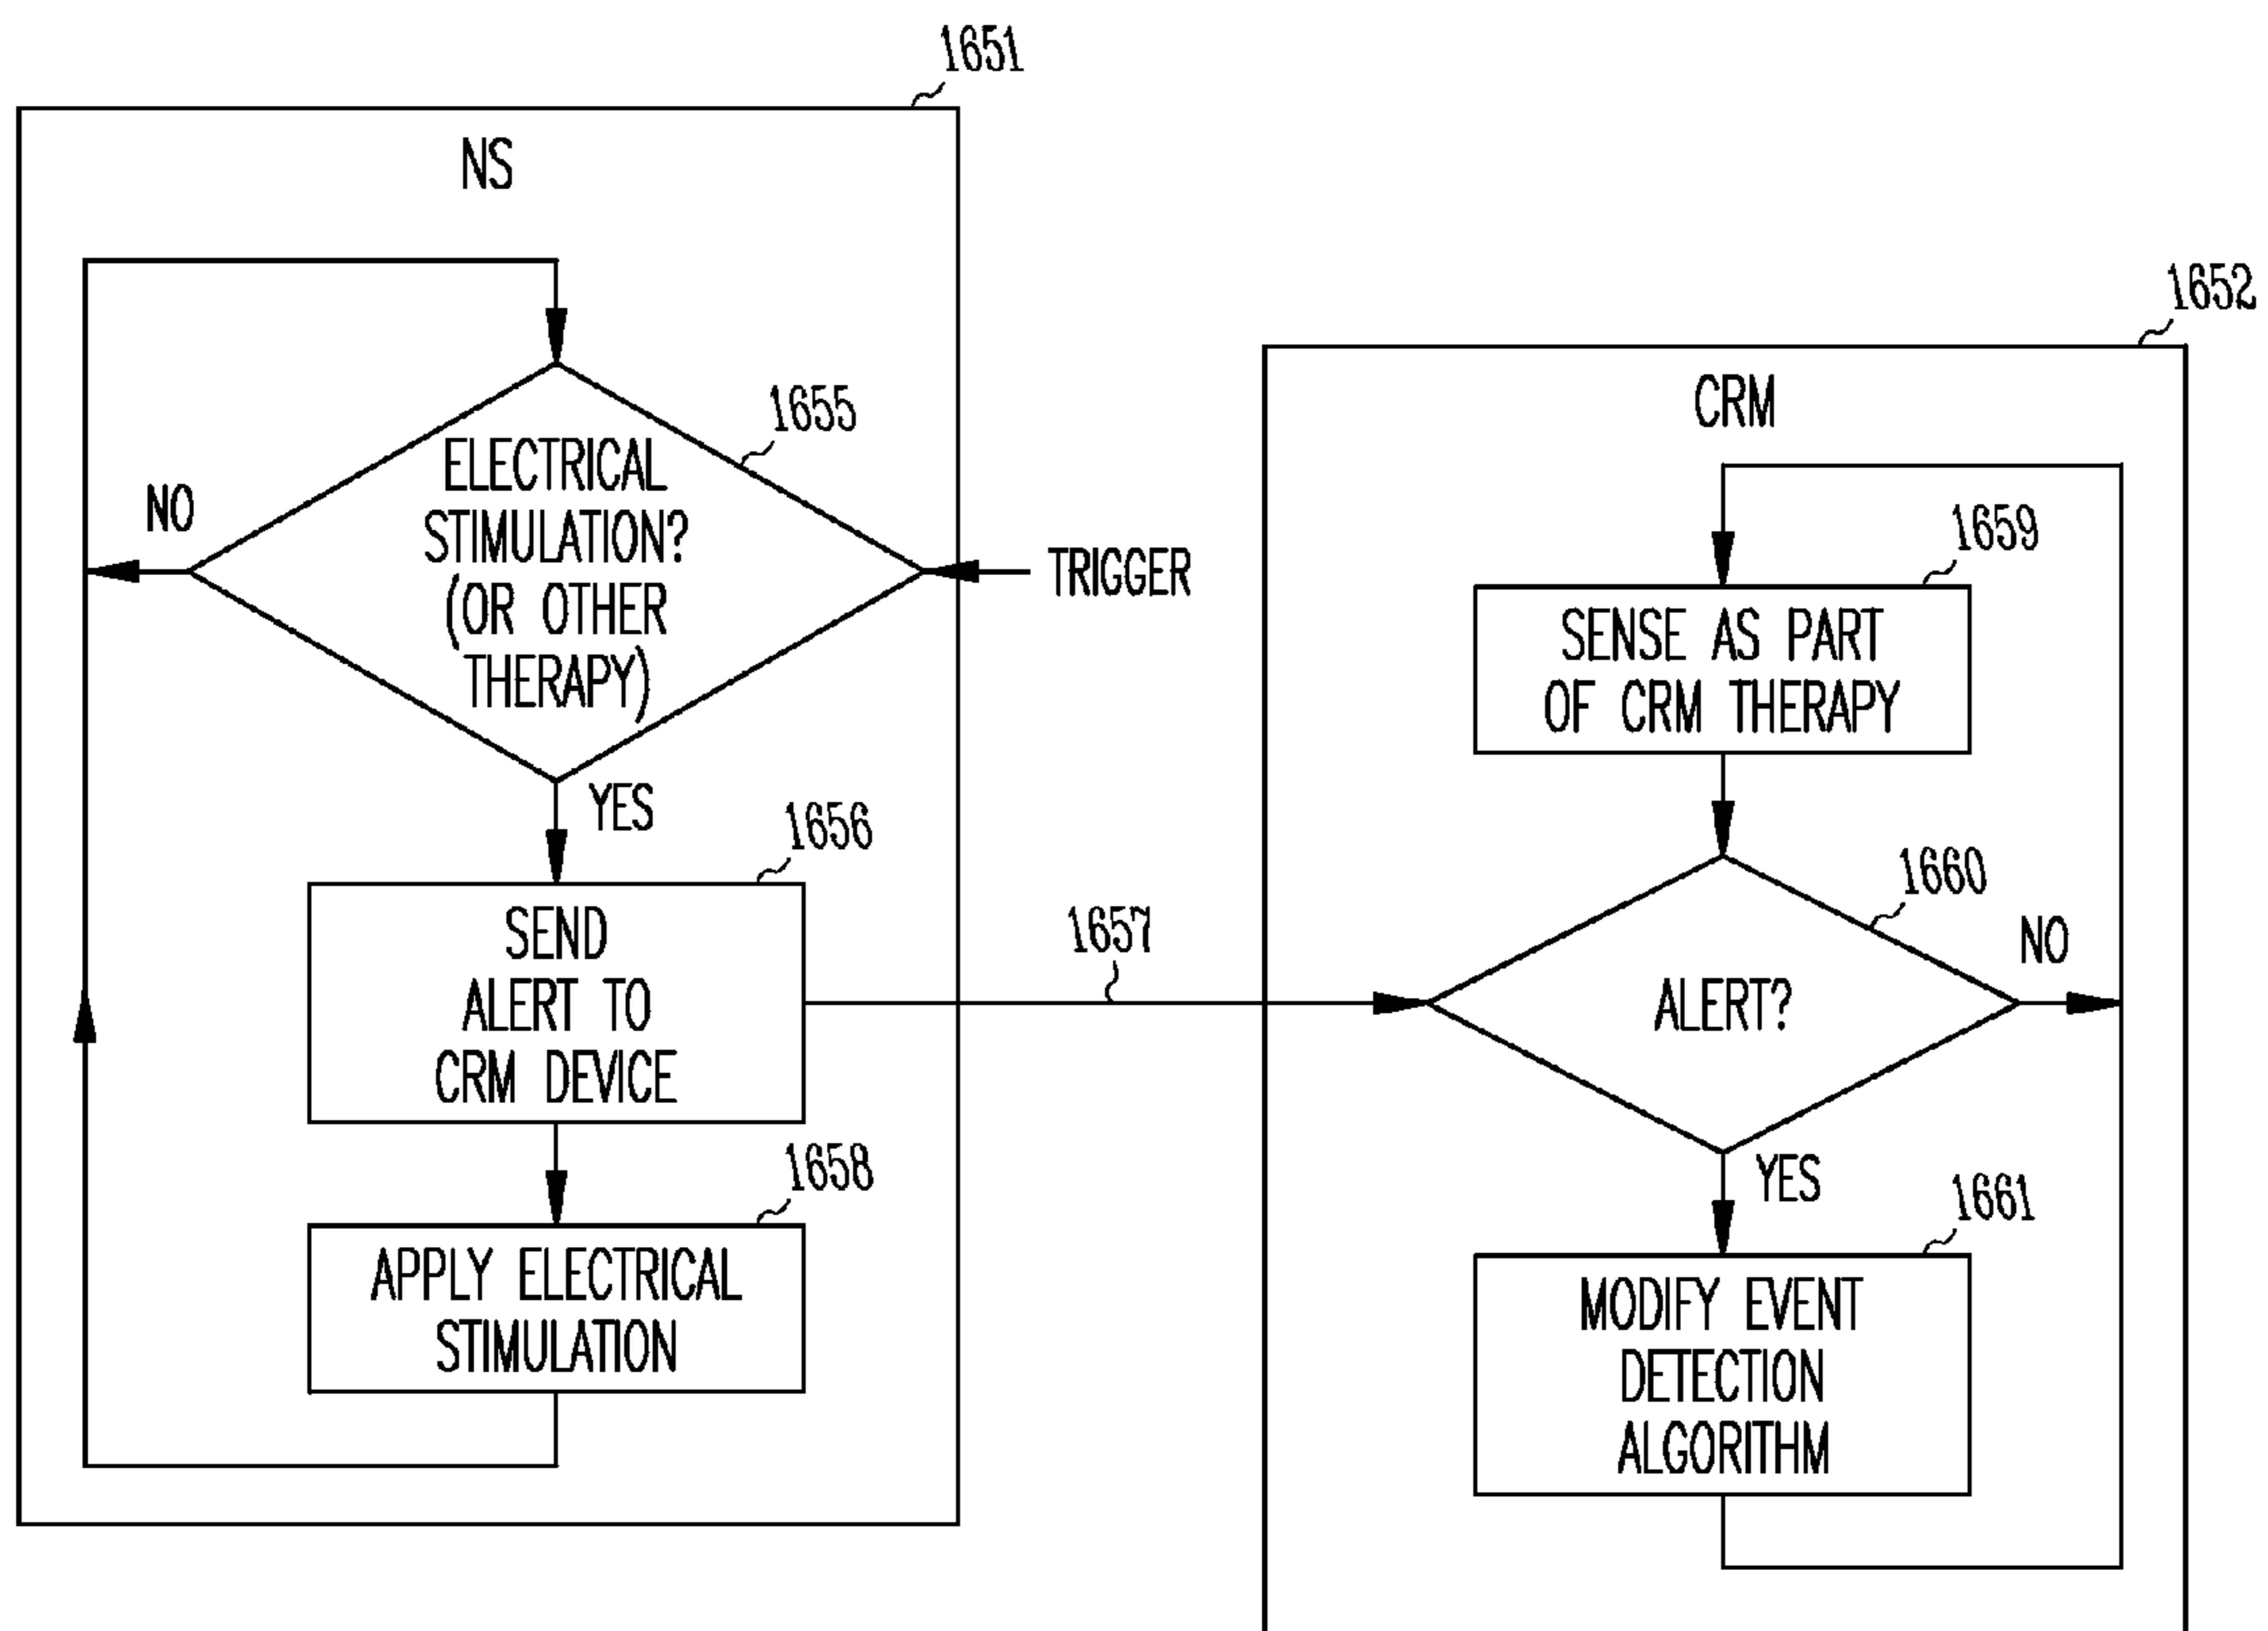 1651
NS
1655
ELECTRICAL
STIMULATION?
(OR OTHER
THERAPY)
NO
TRIGGER
YES
1656
SEND
ALERT TO
CRM DEVICE
1657
1658
APPLY ELECTRICAL
STIMULATION
1652
CRM
1659
SENSE AS PART
OF CRM THERAPY
1660
NO
ALERT?
YES
1661
MODIFY EVENT
DETECTION
ALGORITHM